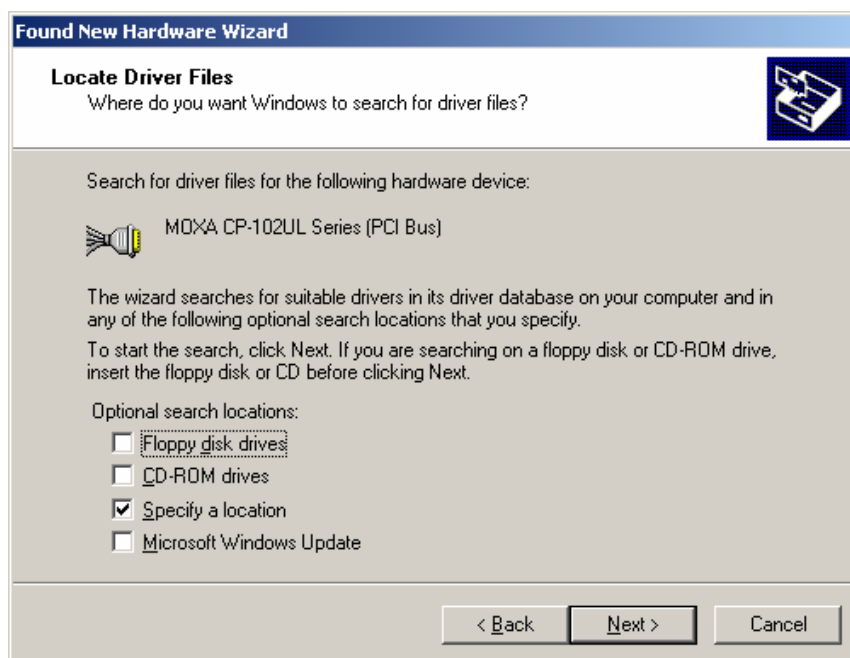 Found New Hardware Wizard
Locate Driver Files
Where do you want Windows to search for driver files?
Search for driver files for the following hardware device:
MOXA CP-102UL Series (PCI Bus)
The wizard searches for suitable drivers in its driver database on your computer and in
any of the following optional search locations that you specify.
To start the search, click Next. If you are searching on a floppy disk or CD-ROM drive,
insert the floppy disk or CD before clicking Next.
Optional search locations:
Floppy disk drives
CD-ROM drives
Specify a location
Microsoft Windows Update
< Back Next > Cancel